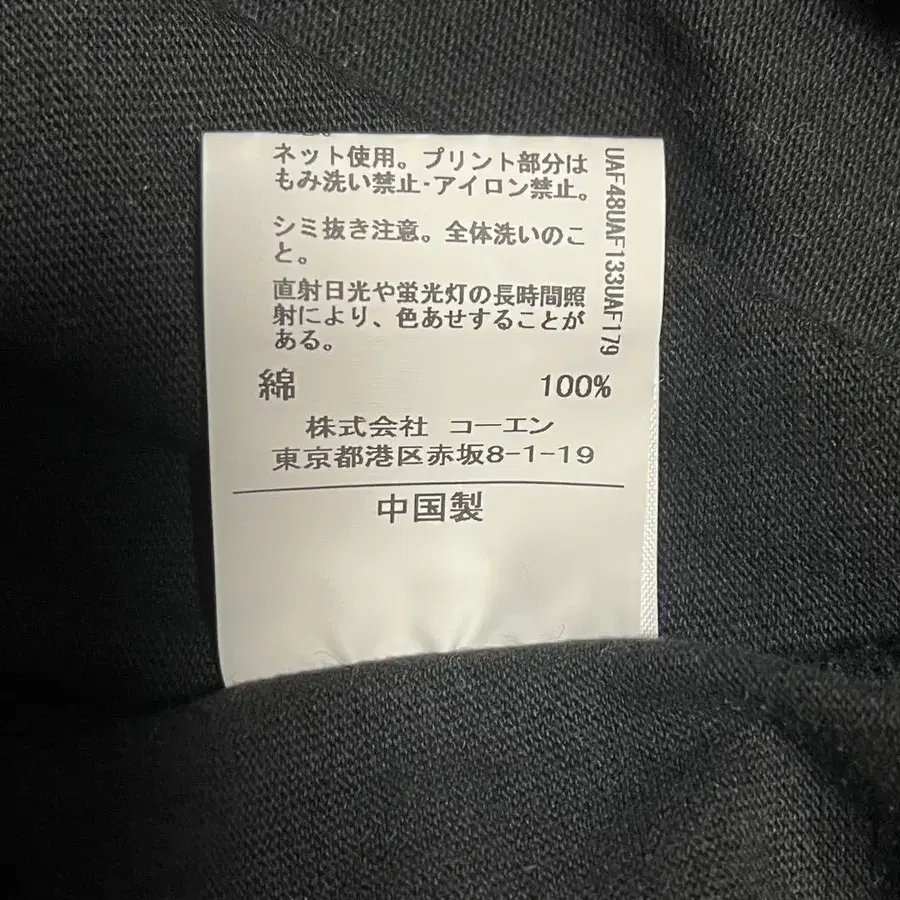 ネット使用。プリント部分は
もみ洗い禁止・アイロン禁止。
シミ抜き注意。全体洗いのこ
と。
直射日光や蛍光灯の長時間照
射により、色あせすることが
ある。
綿 100%
株式会社 コーエン
東京都港区赤坂8-1-19
中国製
UAF48UAF133UAF179